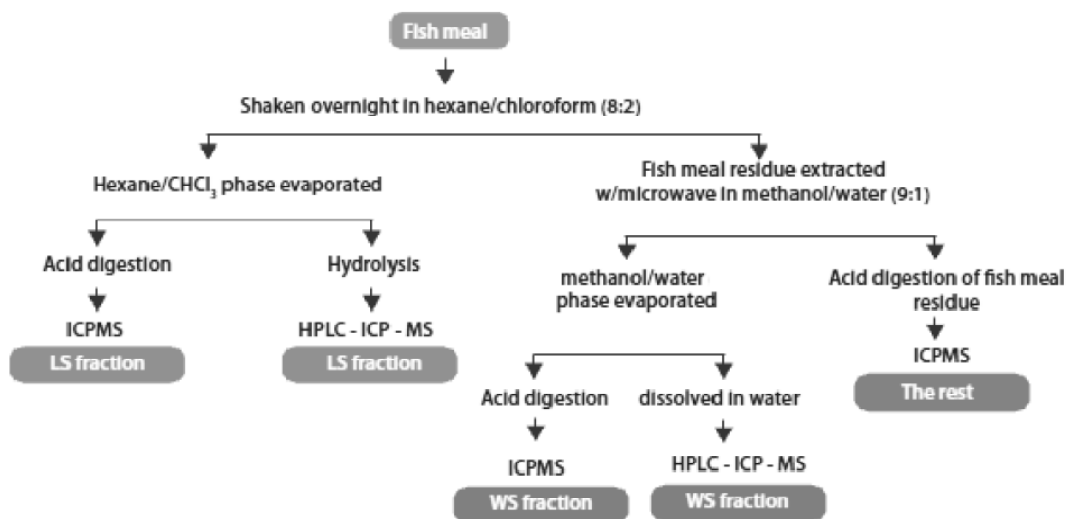 Fish meal
Shaken overnight in hexane/chloroform (8:2)
Hexane/CHCl3 phase evaporated
Fish meal residue extracted
w/microwave in methanol/water (9:1)
Acid digestion
Hydrolysis
methanol/water
phase evaporated
Acid digestion of fish meal
residue
ICPMS
HPLC - ICP - MS
LS fraction
LS fraction
ICPMS
The rest
Acid digestion
dissolved in water
ICPMS
HPLC - ICP - MS
WS fraction
WS fraction